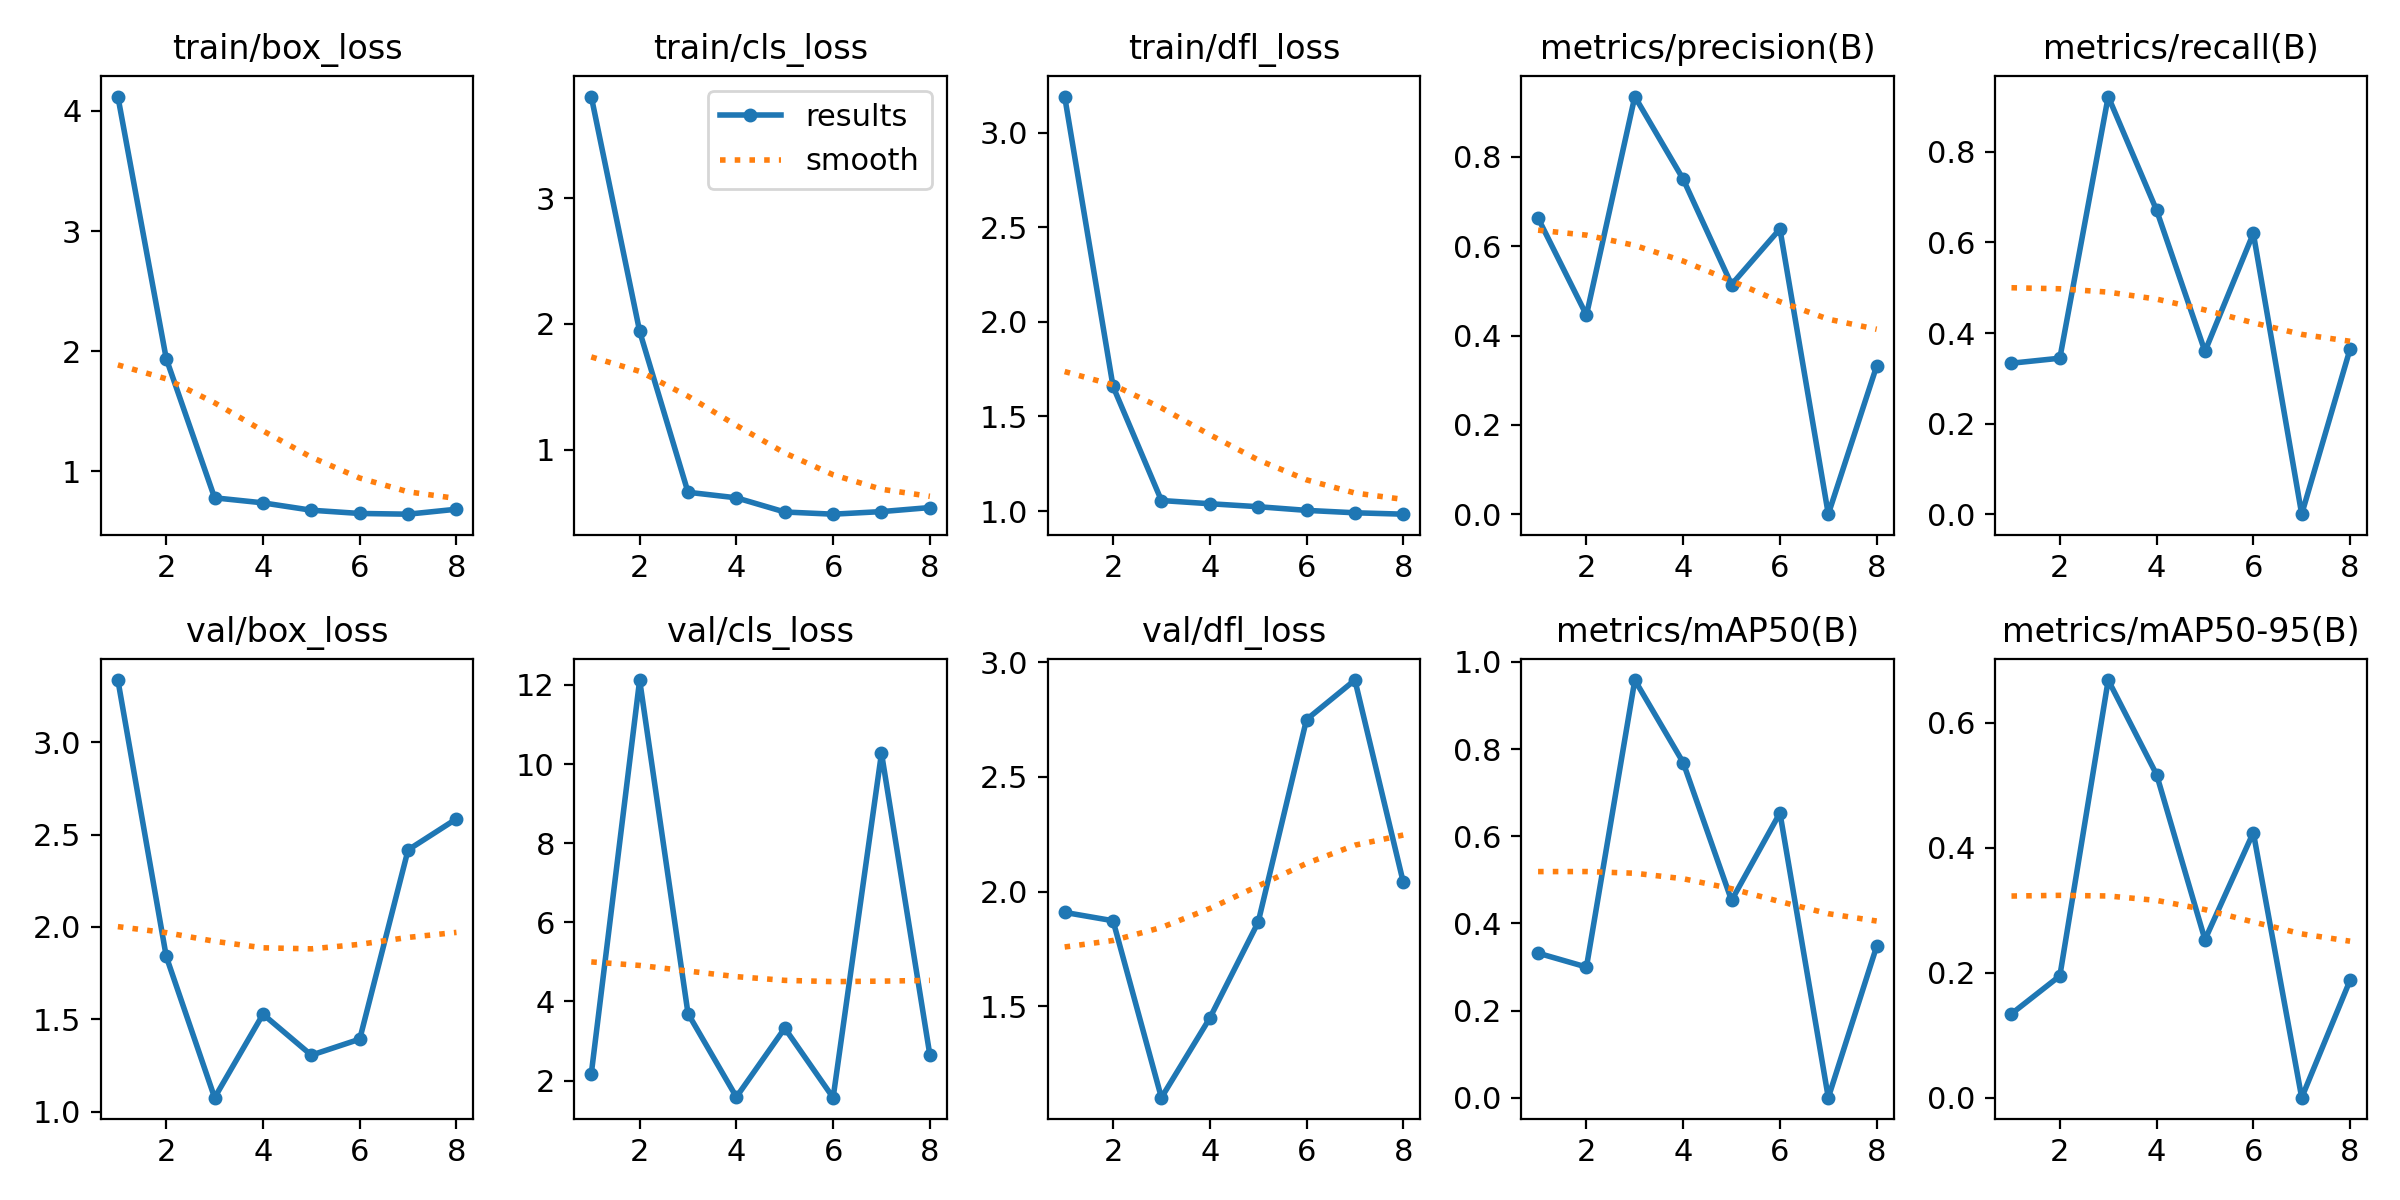 train/box_loss
4
3
2
1
2 4 6 8
train/cls_loss
results
smooth
3
2
1
2 4 6 8
train/dfl_loss
3.0
2.5
2.0
1.5
1.0
2 4 6 8
metrics/precision(B)
0.8
0.6
0.4
0.2
0.0
2 4 6 8
metrics/recall(B)
0.8
0.6
0.4
0.2
0.0
2 4 6 8
val/box_loss
3.0
2.5
2.0
1.5
1.0
2 4 6 8
val/cls_loss
12
10
8
6
4
2
2 4 6 8
val/dfl_loss
3.0
2.5
2.0
1.5
2 4 6 8
metrics/mAP50(B)
1.0
0.8
0.6
0.4
0.2
0.0
2 4 6 8
metrics/mAP50-95(B)
0.6
0.4
0.2
0.0
2 4 6 8